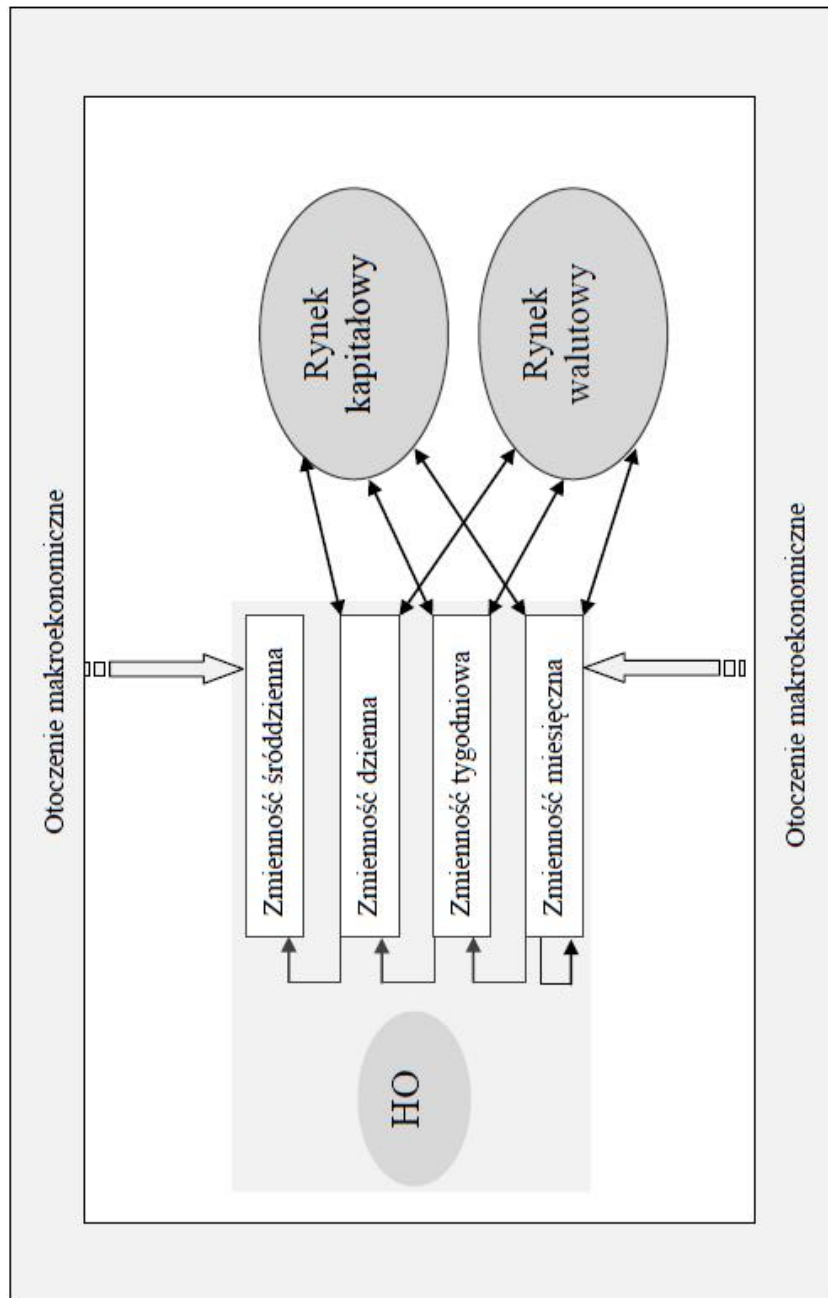 Otoczenie makroekonomiczne
HO
Zmienność śróddzienna
Zmienność dzienna
Zmienność tygodniowa
Zmienność miesięczna
Rynek
kapitałowy
Rynek
walutowy
Otoczenie makroekonomiczne